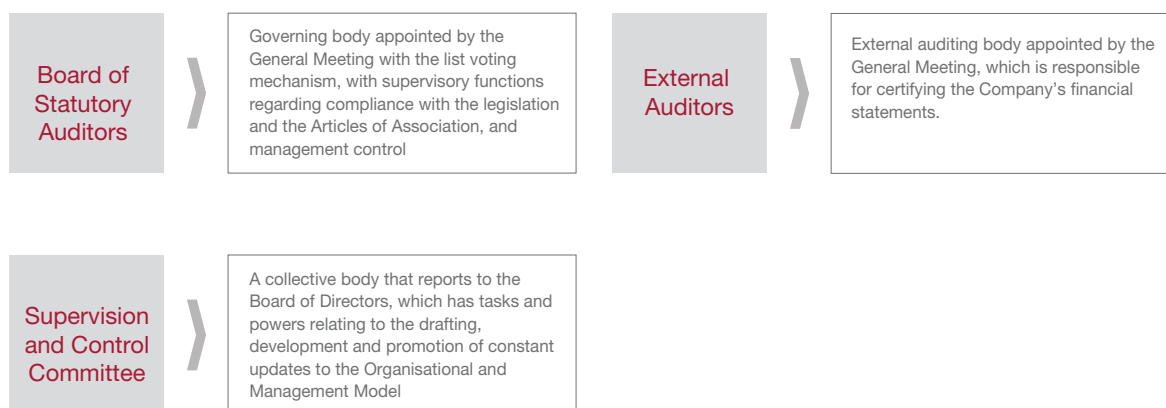 Board of
Statutory
Auditors
Governing body appointed by the
General Meeting with the list voting
mechanism, with supervisory functions
regarding compliance with the legislation
and the Articles of Association, and
management control
External
Auditors
External auditing body appointed by the
General Meeting, which is responsible
for certifying the Company's financial
statements.
Supervision
and Control
Committee
A collective body that reports to the
Board of Directors, which has tasks and
powers relating to the drafting,
development and promotion of constant
updates to the Organisational and
Management Model